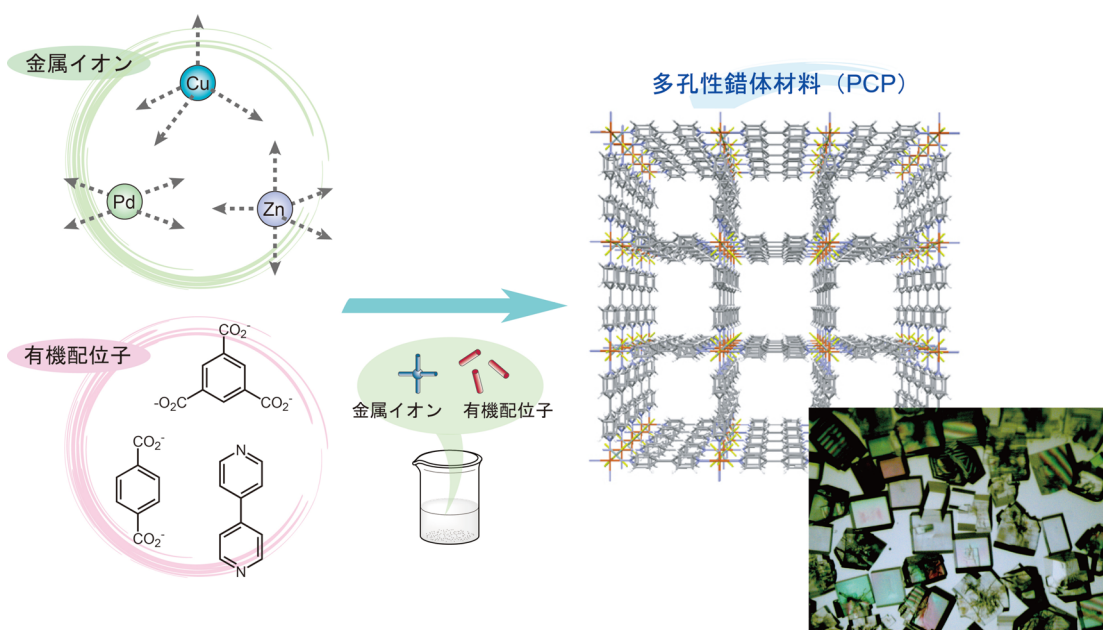 金属イオン
Cu
Pd
Zn
有機配位子
CO₂⁻
-O₂C
CO₂⁻
CO₂⁻
CO₂⁻
N
N
金属イオン
有機配位子
多孔性錯体材料(PCP)